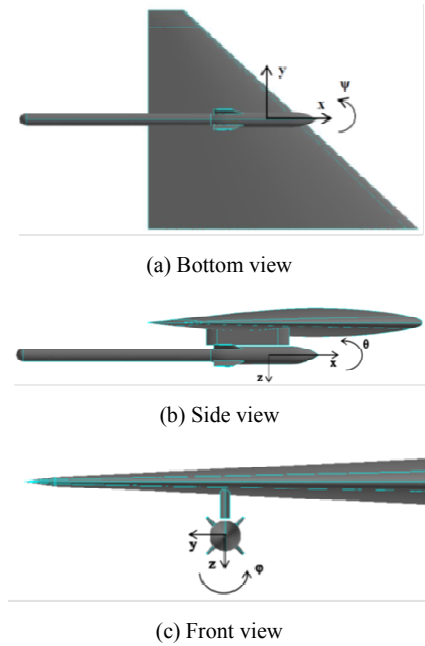 y
ψ
x
(a) Bottom view
θ
x
z
(b) Side view
y
z
φ
(c) Front view